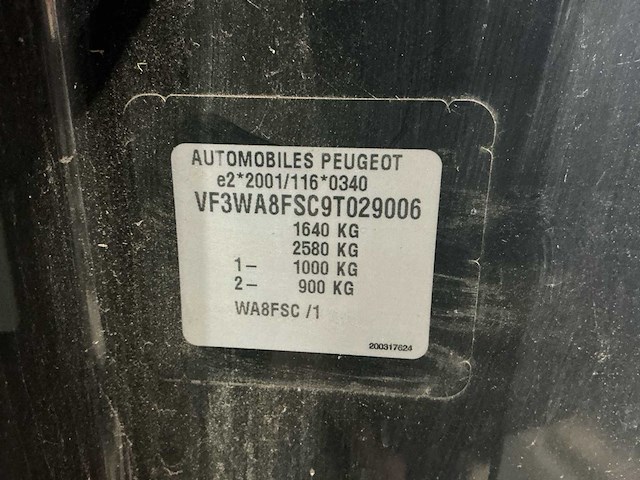 AUTOMOBILES PEUGEOT
e2*2001/116*0340
VF3WA8FSC9T029006
1640 KG
2580 KG
1– 1000 KG
2– 900 KG
WA8FSC /1
200317624